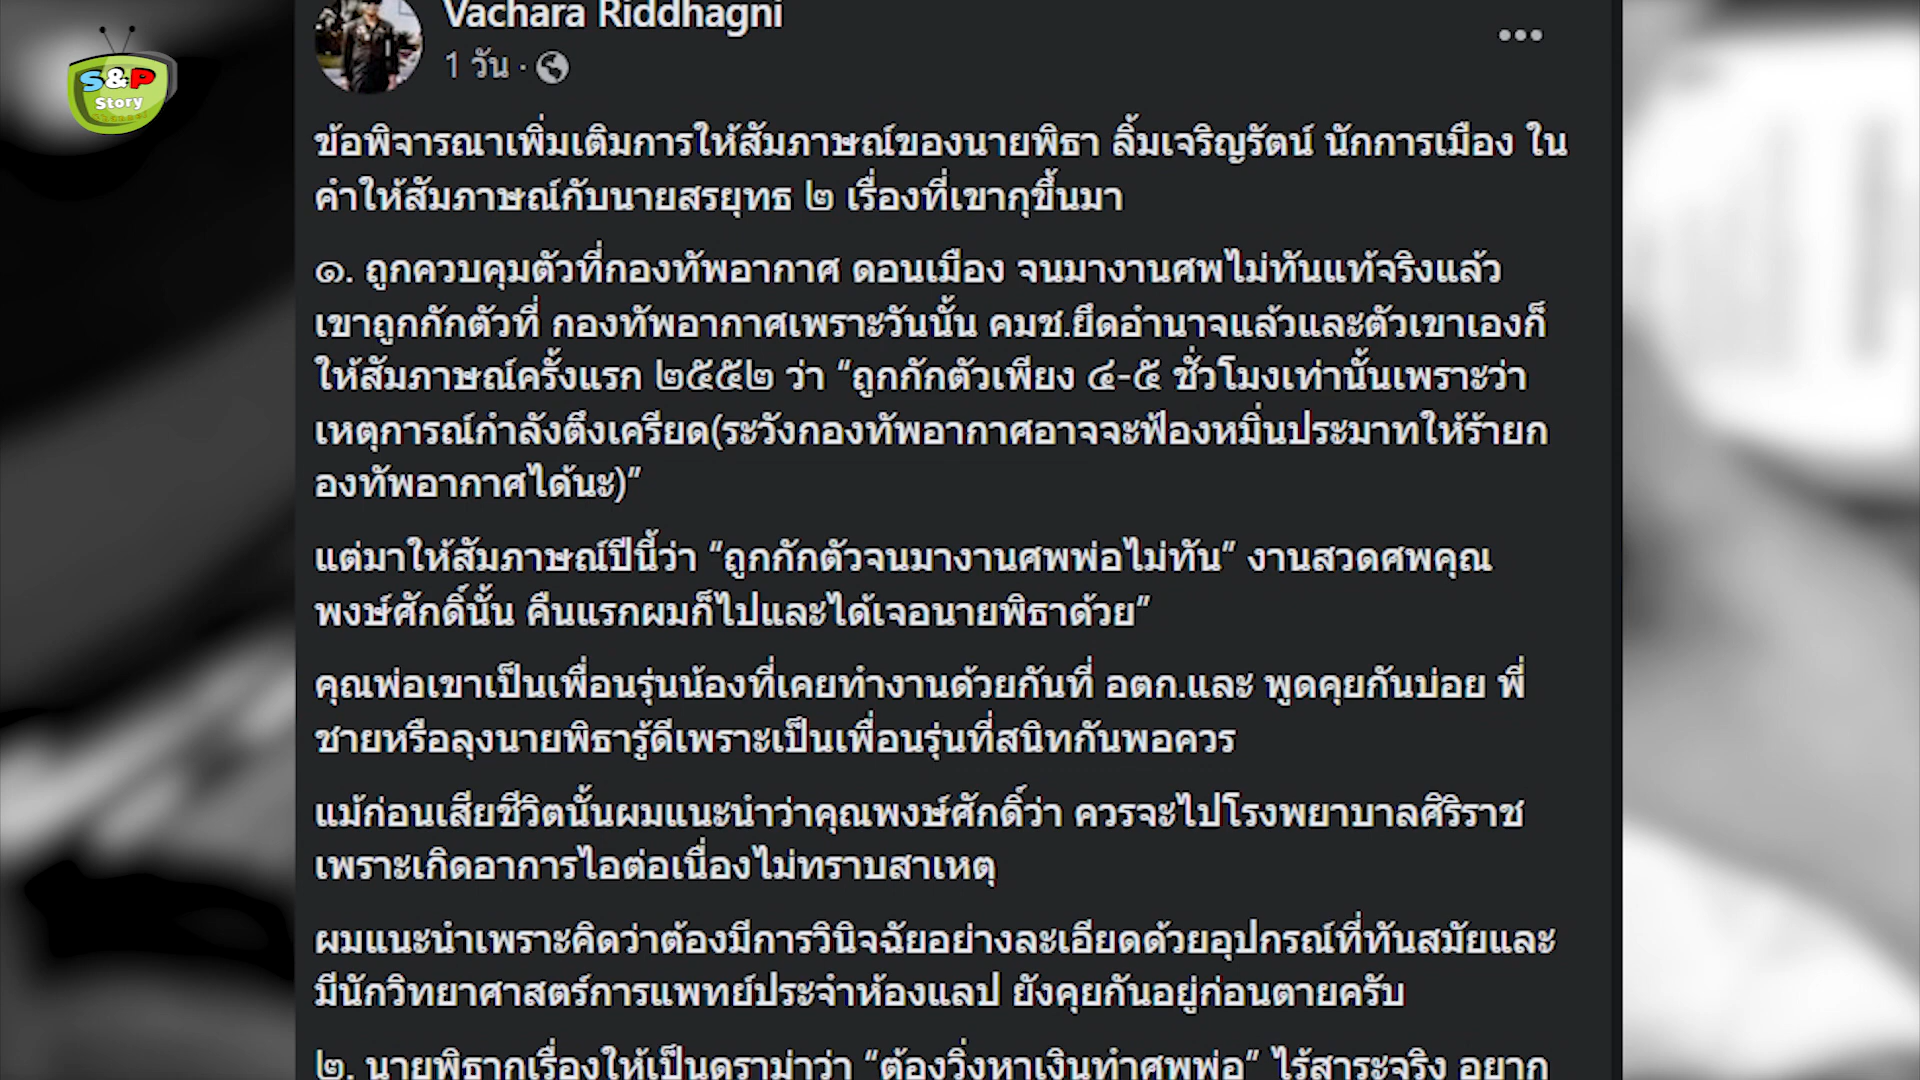 S&P
Story
Channel
Vachara Riddhagni
1 วัน ·
ข้อพิจารณาเพิ่มเติมการให้สัมภาษณ์ของนายพิธา ลิ้มเจริญรัตน์ นักการเมือง ใน
คำให้สัมภาษณ์กับนายสรยุทธ ๒ เรื่องที่เขากุขึ้นมา
๑. ถูกควบคุมตัวที่กองทัพอากาศ ดอนเมือง จนมางานศพไม่ทันแท้จริงแล้ว
เขาถูกกักตัวที่ กองทัพอากาศเพราะวันนั้น คมช.ยึดอำนาจแล้วและตัวเขาเองก็
ให้สัมภาษณ์ครั้งแรก ๒๕๕๒ ว่า “ถูกกักตัวเพียง ๔-๕ ชั่วโมงเท่านั้นเพราะว่า
เหตุการณ์กำลังตึงเครียด(ระวังกองทัพอากาศอาจจะฟ้องหมิ่นประมาทให้ร้ายก
องทัพอากาศได้นะ)”
แต่มาให้สัมภาษณ์ปีนี้ว่า “ถูกกักตัวจนมางานศพพ่อไม่ทัน” งานสวดศพคุณ
พงษ์ศักดิ์นั้น คืนแรกผมก็ไปและได้เจอนายพิธาด้วย”
คุณพ่อเขาเป็นเพื่อนรุ่นน้องที่เคยทำงานด้วยกันที่ อตก.และ พูดคุยกันบ่อย พี่
ชายหรือลุงนายพิธารู้ดีเพราะเป็นเพื่อนรุ่นที่สนิทกันพอควร
แม้ก่อนเสียชีวิตนั้นผมแนะนำว่าคุณพงษ์ศักดิ์ว่า ควรจะไปโรงพยาบาลศิริราช
เพราะเกิดอาการไอต่อเนื่องไม่ทราบสาเหตุ
ผมแนะนำเพราะคิดว่าต้องมีการวินิจฉัยอย่างละเอียดด้วยอุปกรณ์ที่ทันสมัยและ
มีนักวิทยาศาสตร์การแพทย์ประจำห้องแลป ยังคุยกันอยู่ก่อนตายครับ
๒. นายพิธากุเรื่องให้เป็นดราม่าว่า “ต้องวิ่งหาเงินทำศพพ่อ” ไร้สาระจริง อยาก